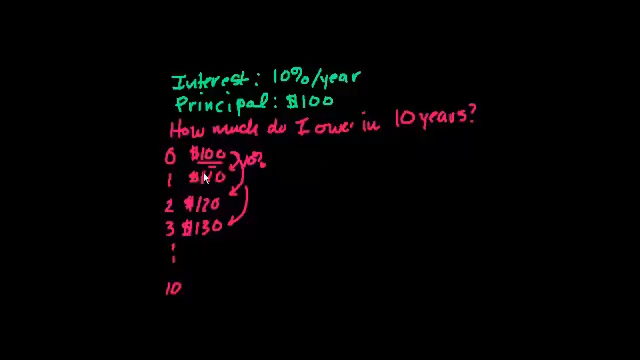 Interest: 10%/year
Principal: $100
How much do I owe in 10 years?
0 $100 10%
1 $110
2 $120
3 $130
10